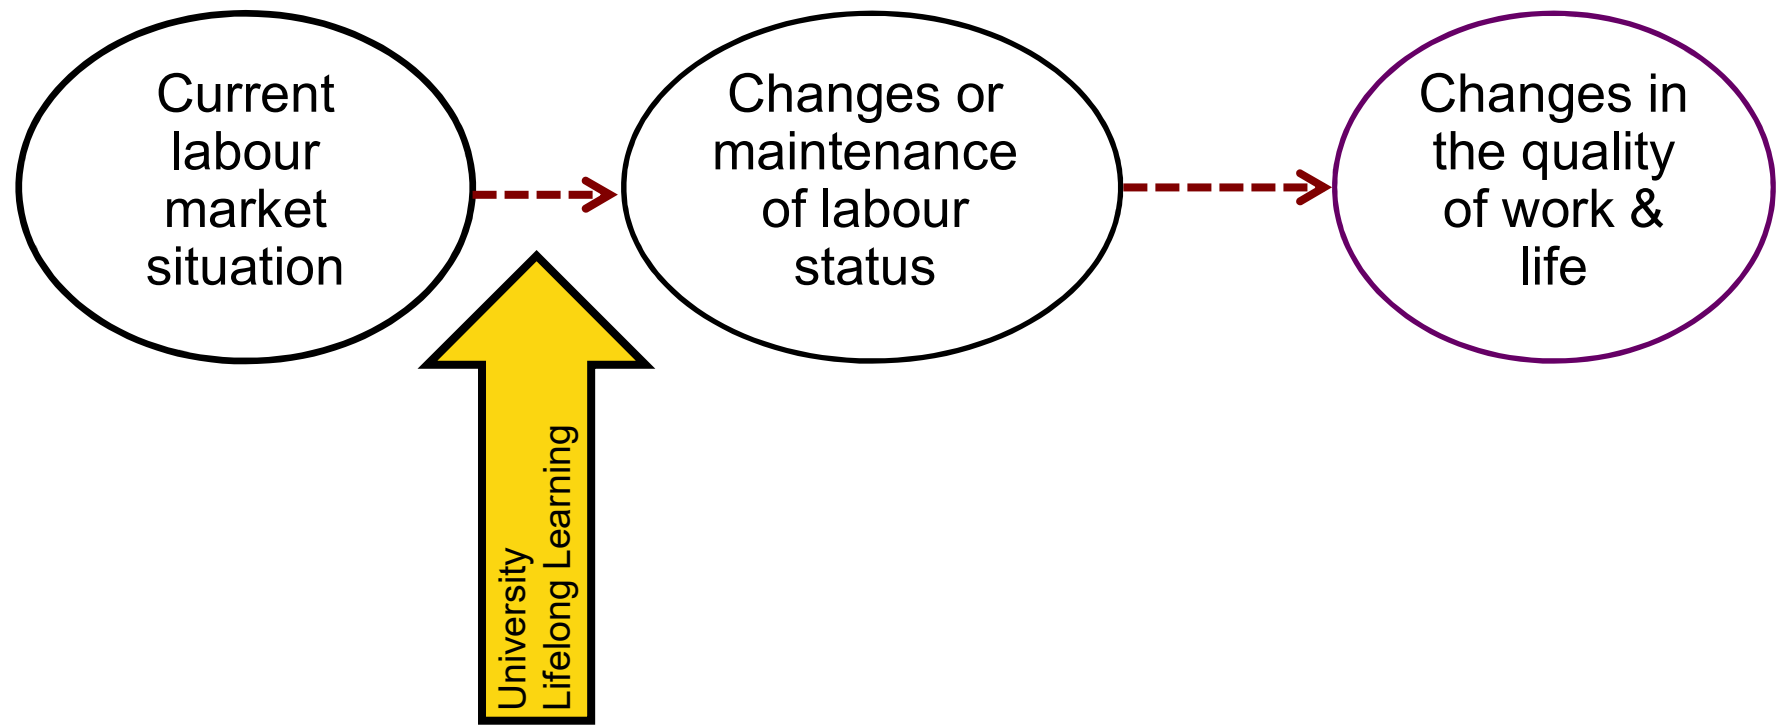 Current
labour
market
situation
Changes or
maintenance
of labour
status
Changes in
the quality
of work &
life
University
Lifelong Learning